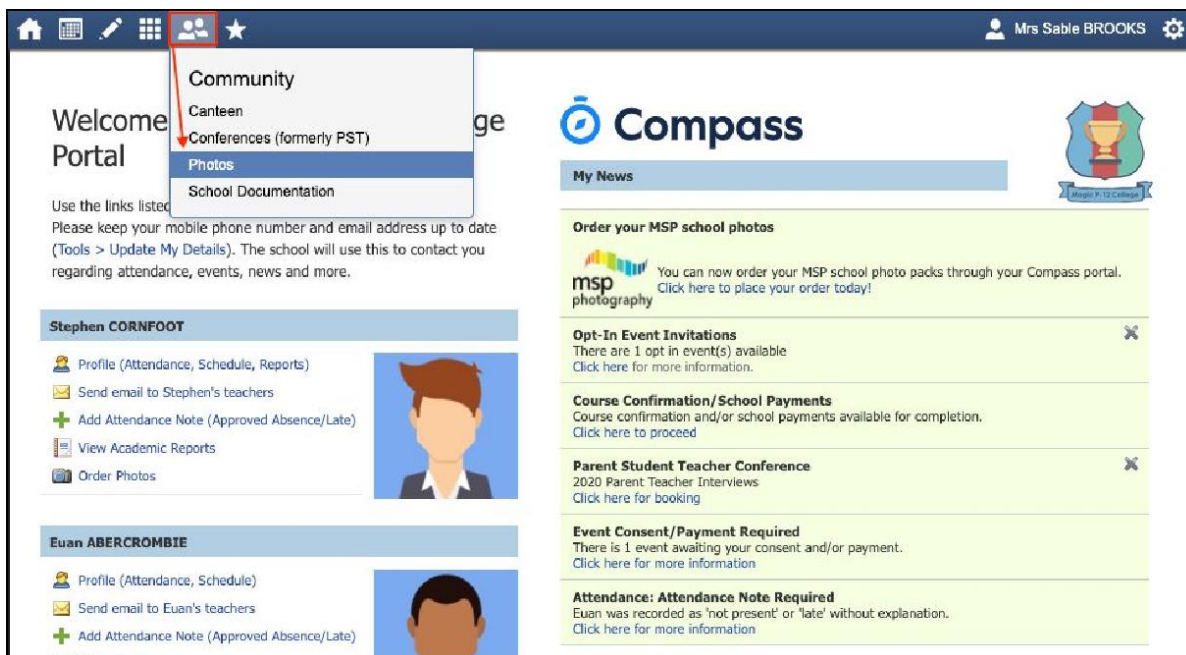 Mrs Sable BROOKS
Community
Canteen
Conferences (formerly PST)
Photos
School Documentation
Welcome ge
Portal
Use the links listed
Please keep your mobile phone number and email address up to date
(Tools > Update My Details). The school will use this to contact you
regarding attendance, events, news and more.
Stephen CORNFOOT
Profile (Attendance, Schedule, Reports)
Send email to Stephen's teachers
Add Attendance Note (Approved Absence/Late)
View Academic Reports
Order Photos
Euan ABERCROMBIE
Profile (Attendance, Schedule)
Send email to Euan's teachers
Add Attendance Note (Approved Absence/Late)
Compass
Magic P-12 College
My News
Order your MSP school photos
msp
photography
You can now order your MSP school photo packs through your Compass portal.
Click here to place your order today!
Opt-In Event Invitations
There are 1 opt in event(s) available
Click here for more information.
Course Confirmation/School Payments
Course confirmation and/or school payments available for completion.
Click here to proceed
Parent Student Teacher Conference
2020 Parent Teacher Interviews
Click here for booking
Event Consent/Payment Required
There is 1 event awaiting your consent and/or payment.
Click here for more information
Attendance: Attendance Note Required
Euan was recorded as 'not present' or 'late' without explanation.
Click here for more information